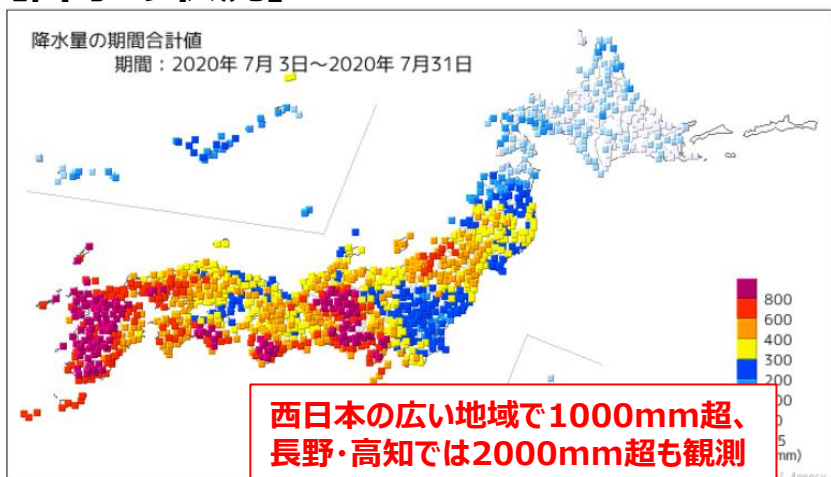 降水量の期間合計値
期間：2020年 7月 3日～2020年 7月31日
800
600
400
300
200
西日本の広い地域で1000mm超、
長野・高知では2000mm超も観測